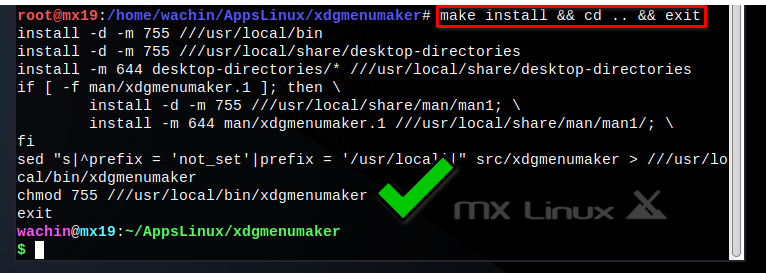 root@mx19:/home/wachin/AppsLinux/xdgmenumaker# make install && cd .. && exit
install -d -m 755 ///usr/local/bin
install -d -m 755 ///usr/local/share/desktop-directories
install -m 644 desktop-directories/* ///usr/local/share/desktop-directories
if [ -f man/xdgmenumaker.1 ]; then \
        install -d -m 755 ///usr/local/share/man/man1; \
        install -m 644 man/xdgmenumaker.1 ///usr/local/share/man/man1/; \
fi
sed "s|^prefix = 'not_set'|prefix = '/usr/local'|" src/xdgmenumaker > ///usr/lo
cal/bin/xdgmenumaker
chmod 755 ///usr/local/bin/xdgmenumaker
exit
MX Linux
wachin@mx19:~/AppsLinux/xdgmenumaker
$